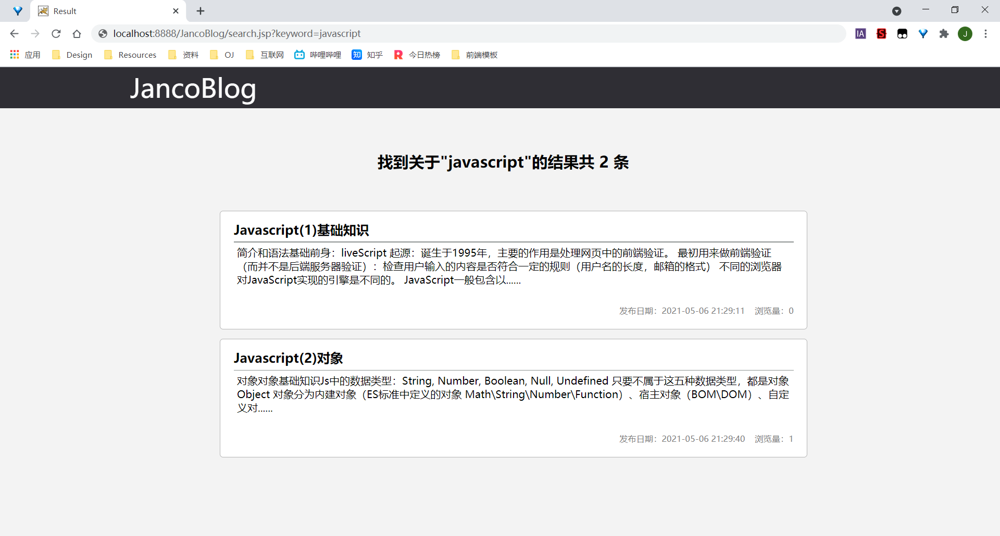 Result
localhost:8888/JancoBlog/search.jsp?keyword=javascript
IA
S
J
应用
Design
Resources
资料
OJ
互联网
哔哩哔哩
知 知乎
R 今日热榜
前端模板
JancoBlog
找到关于"javascript"的结果共 2 条
Javascript(1)基础知识
简介和语法基础前身：liveScript 起源：诞生于1995年，主要的作用是处理网页中的前端验证。 最初用来做前端验证
（而并不是后端服务器验证）：检查用户输入的内容是否符合一定的规则（用户名的长度，邮箱的格式） 不同的浏览器
对JavaScript实现的引擎是不同的。 JavaScript一般包含以......
发布日期：2021-05-06 21:29:11 浏览量：0
Javascript(2)对象
对象对象基础知识Js中的数据类型：String, Number, Boolean, Null, Undefined 只要不属于这五种数据类型，都是对象
Object 对象分为内建对象（ES标准中定义的对象 Math\String\Number\Function）、宿主对象（BOM\DOM）、自定
义对......
发布日期：2021-05-06 21:29:40 浏览量：1